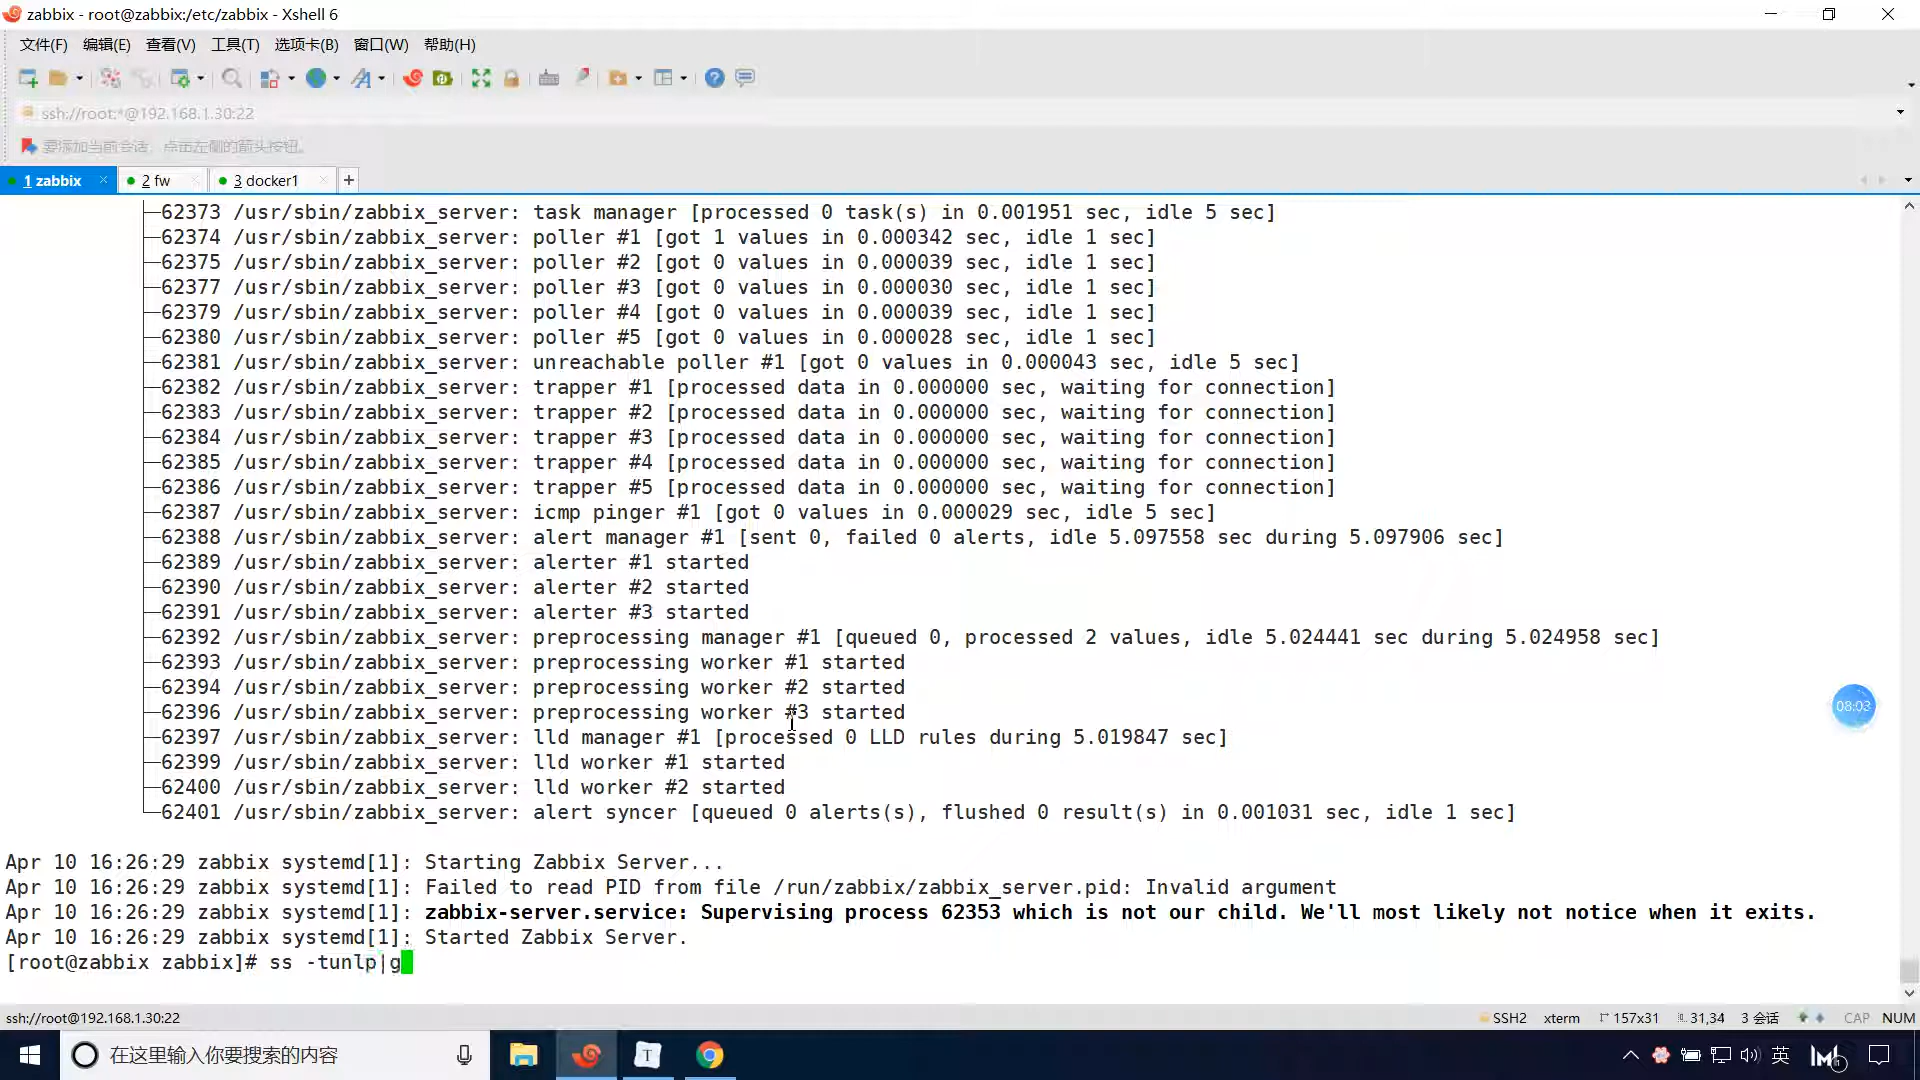 zabbix - root@zabbix:/etc/zabbix - Xshell 6
文件(F) 编辑(E) 查看(V) 工具(T) 选项卡(B) 窗口(W) 帮助(H)
ssh://root:*@192.168.1.30:22
要添加当前会话，点击左侧的箭头按钮。
1 zabbix × 2 fw × 3 docker1 × +
├─62373 /usr/sbin/zabbix_server: task manager [processed 0 task(s) in 0.001951 sec, idle 5 sec]
├─62374 /usr/sbin/zabbix_server: poller #1 [got 1 values in 0.000342 sec, idle 1 sec]
├─62375 /usr/sbin/zabbix_server: poller #2 [got 0 values in 0.000039 sec, idle 1 sec]
├─62377 /usr/sbin/zabbix_server: poller #3 [got 0 values in 0.000030 sec, idle 1 sec]
├─62379 /usr/sbin/zabbix_server: poller #4 [got 0 values in 0.000039 sec, idle 1 sec]
├─62380 /usr/sbin/zabbix_server: poller #5 [got 0 values in 0.000028 sec, idle 1 sec]
├─62381 /usr/sbin/zabbix_server: unreachable poller #1 [got 0 values in 0.000043 sec, idle 5 sec]
├─62382 /usr/sbin/zabbix_server: trapper #1 [processed data in 0.000000 sec, waiting for connection]
├─62383 /usr/sbin/zabbix_server: trapper #2 [processed data in 0.000000 sec, waiting for connection]
├─62384 /usr/sbin/zabbix_server: trapper #3 [processed data in 0.000000 sec, waiting for connection]
├─62385 /usr/sbin/zabbix_server: trapper #4 [processed data in 0.000000 sec, waiting for connection]
├─62386 /usr/sbin/zabbix_server: trapper #5 [processed data in 0.000000 sec, waiting for connection]
├─62387 /usr/sbin/zabbix_server: icmp pinger #1 [got 0 values in 0.000029 sec, idle 5 sec]
├─62388 /usr/sbin/zabbix_server: alert manager #1 [sent 0, failed 0 alerts, idle 5.097558 sec during 5.097906 sec]
├─62389 /usr/sbin/zabbix_server: alerter #1 started
├─62390 /usr/sbin/zabbix_server: alerter #2 started
├─62391 /usr/sbin/zabbix_server: alerter #3 started
├─62392 /usr/sbin/zabbix_server: preprocessing manager #1 [queued 0, processed 2 values, idle 5.024441 sec during 5.024958 sec]
├─62393 /usr/sbin/zabbix_server: preprocessing worker #1 started
├─62394 /usr/sbin/zabbix_server: preprocessing worker #2 started
├─62396 /usr/sbin/zabbix_server: preprocessing worker #3 started
├─62397 /usr/sbin/zabbix_server: lld manager #1 [processed 0 LLD rules during 5.019847 sec]
├─62399 /usr/sbin/zabbix_server: lld worker #1 started
├─62400 /usr/sbin/zabbix_server: lld worker #2 started
└─62401 /usr/sbin/zabbix_server: alert syncer [queued 0 alerts(s), flushed 0 result(s) in 0.001031 sec, idle 1 sec]
08:03
Apr 10 16:26:29 zabbix systemd[1]: Starting Zabbix Server...
Apr 10 16:26:29 zabbix systemd[1]: Failed to read PID from file /run/zabbix/zabbix_server.pid: Invalid argument
Apr 10 16:26:29 zabbix systemd[1]: zabbix-server.service: Supervising process 62353 which is not our child. We'll most likely not notice when it exits.
Apr 10 16:26:29 zabbix systemd[1]: Started Zabbix Server.
[root@zabbix zabbix]# ss -tunlp|g
ssh://root@192.168.1.30:22 SSH2 xterm 157x31 31,34 3 会话 CAP NUM
在这里输入你要搜索的内容 T 英